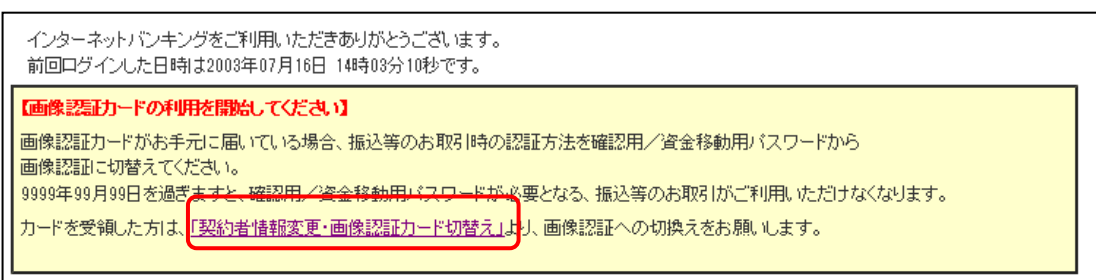 インターネットバンキングをご利用いただきありがとうございます。
前回ログインした日時は2003年07月16日 14時03分10秒です。
【画像認証カードの利用を開始してください】
画像認証カードがお手元に届いている場合、振込等のお取引時の認証方法を確認用／資金移動用パスワードから
画像認証に切替えてください。
9999年99月99日を過ぎますと、確認用／資金移動用パスワードが必要となる、振込等のお取引がご利用いただけなくなります。
カードを受領した方は、「契約者情報変更・画像認証カード切替え」より、画像認証への切換えをお願いします。